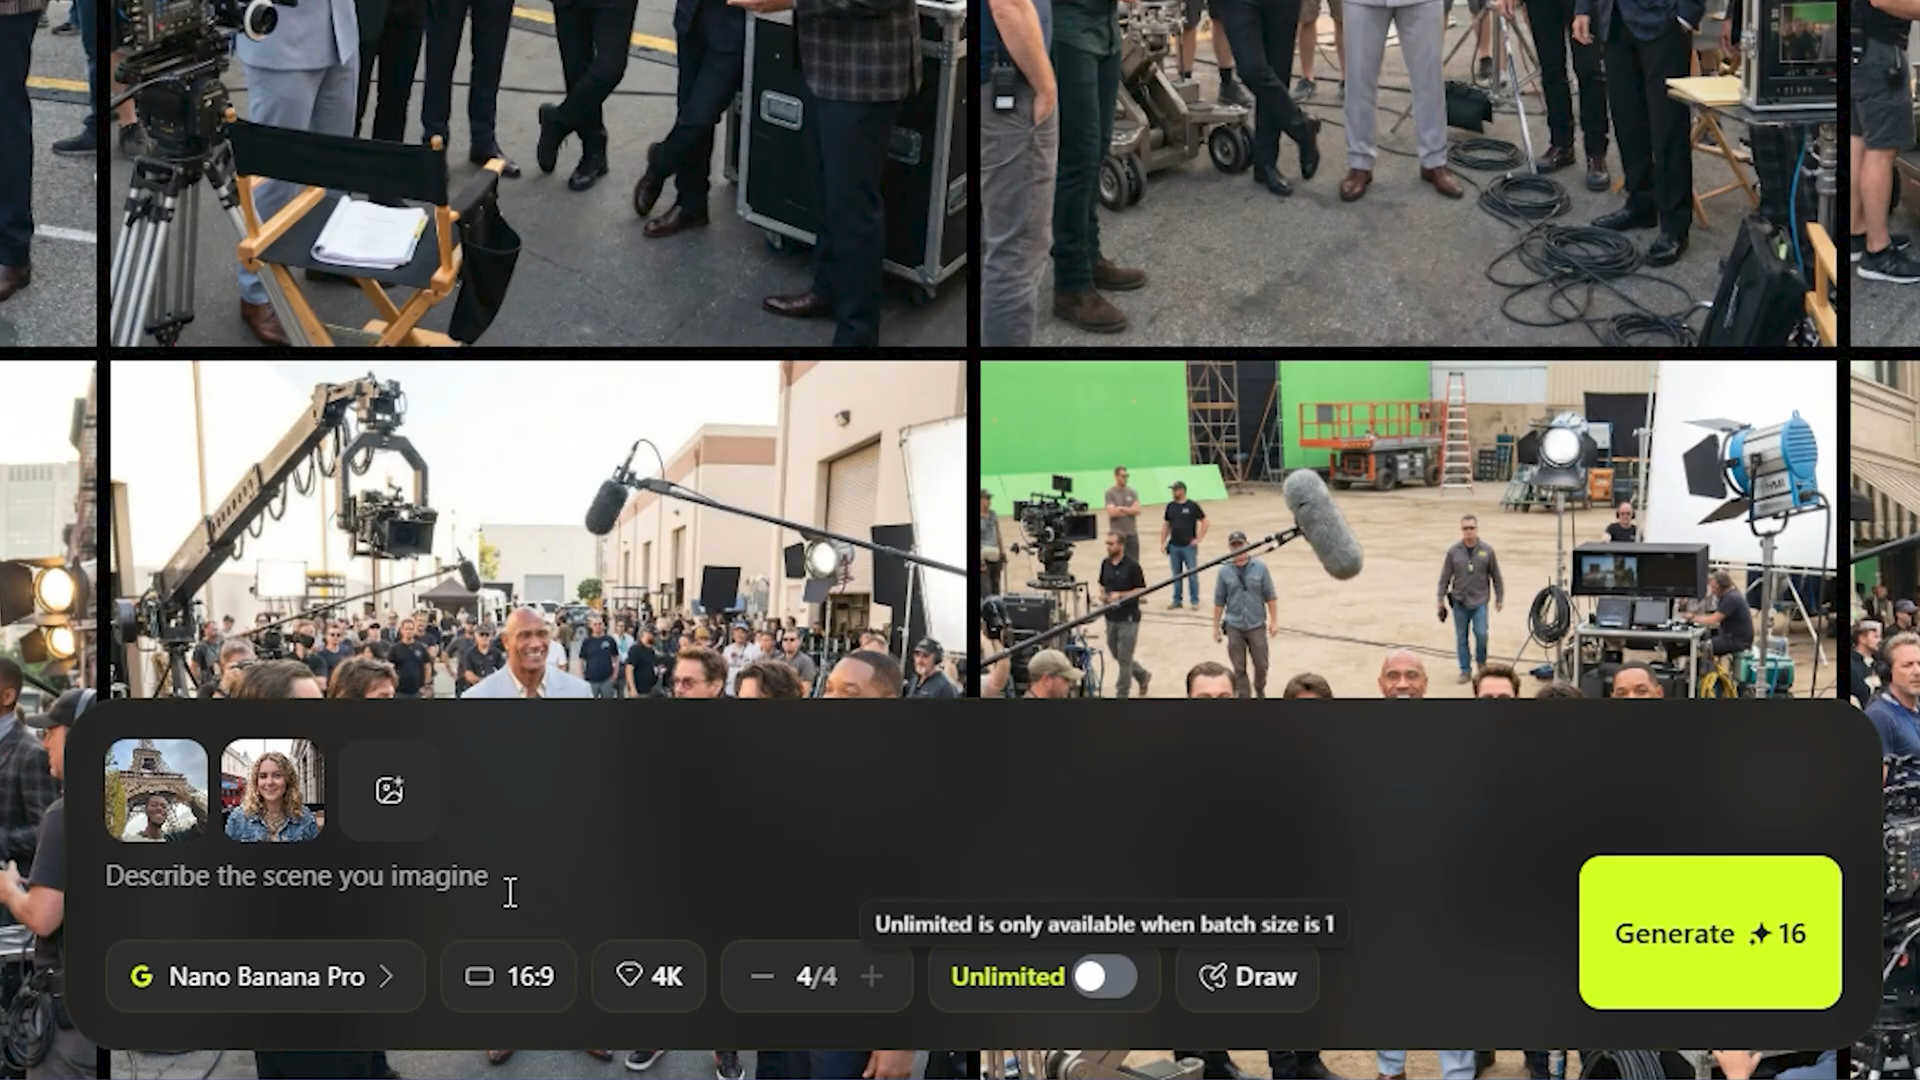 Describe the scene you imagine
Unlimited is only available when batch size is 1
Generate 16
Nano Banana Pro
16:9
4K
4/4
Unlimited
Draw